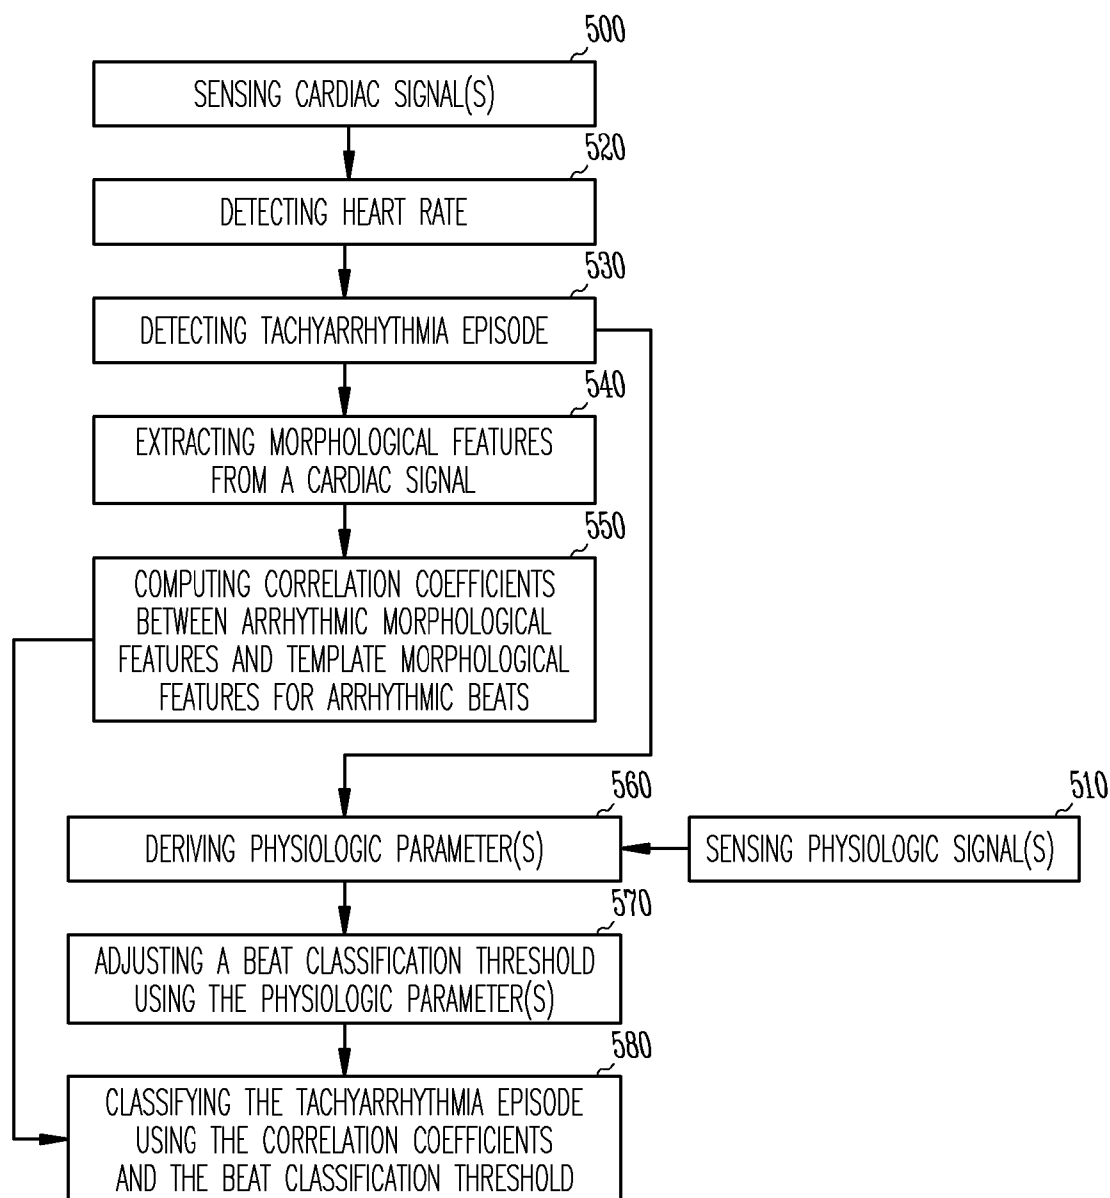 500
SENSING CARDIAC SIGNAL(S)
520
DETECTING HEART RATE
530
DETECTING TACHYARRHYTHMIA EPISODE
540
EXTRACTING MORPHOLOGICAL FEATURES
FROM A CARDIAC SIGNAL
550
COMPUTING CORRELATION COEFFICIENTS
BETWEEN ARRHYTHMIC MORPHOLOGICAL
FEATURES AND TEMPLATE MORPHOLOGICAL
FEATURES FOR ARRHYTHMIC BEATS
560
DERIVING PHYSIOLOGIC PARAMETER(S)
510
SENSING PHYSIOLOGIC SIGNAL(S)
570
ADJUSTING A BEAT CLASSIFICATION THRESHOLD
USING THE PHYSIOLOGIC PARAMETER(S)
580
CLASSIFYING THE TACHYARRHYTHMIA EPISODE
USING THE CORRELATION COEFFICIENTS
AND THE BEAT CLASSIFICATION THRESHOLD